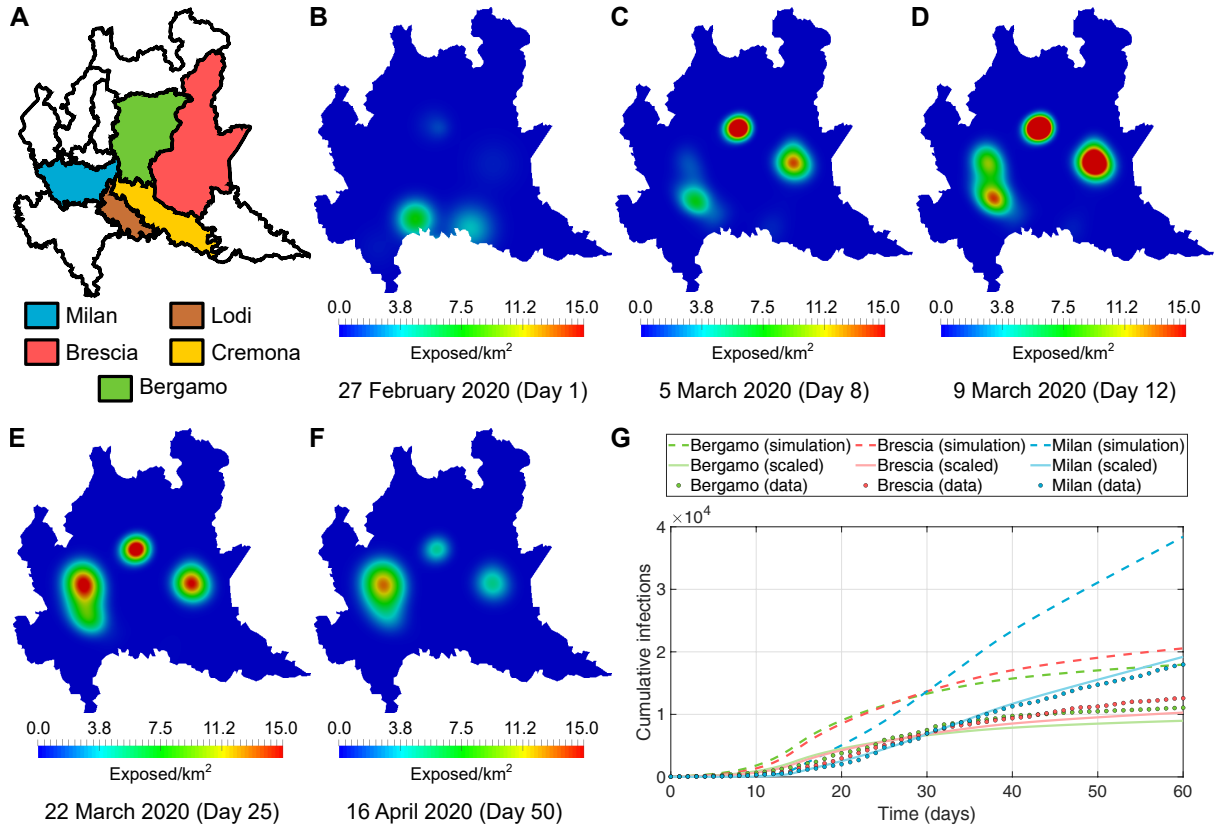 A
Milan
Lodi
Brescia
Cremona
Bergamo
B
0.0 3.8 7.5 11.2 15.0
Exposed/km²
27 February 2020 (Day 1)
C
0.0 3.8 7.5 11.2 15.0
Exposed/km²
5 March 2020 (Day 8)
D
0.0 3.8 7.5 11.2 15.0
Exposed/km²
9 March 2020 (Day 12)
E
0.0 3.8 7.5 11.2 15.0
Exposed/km²
22 March 2020 (Day 25)
F
0.0 3.8 7.5 11.2 15.0
Exposed/km²
16 April 2020 (Day 50)
G
Bergamo (simulation) Brescia (simulation) Milan (simulation)
Bergamo (scaled) Brescia (scaled) Milan (scaled)
Bergamo (data) Brescia (data) Milan (data)
×10⁴
4
3
2
1
0
Cumulative infections
0 10 20 30 40 50 60
Time (days)